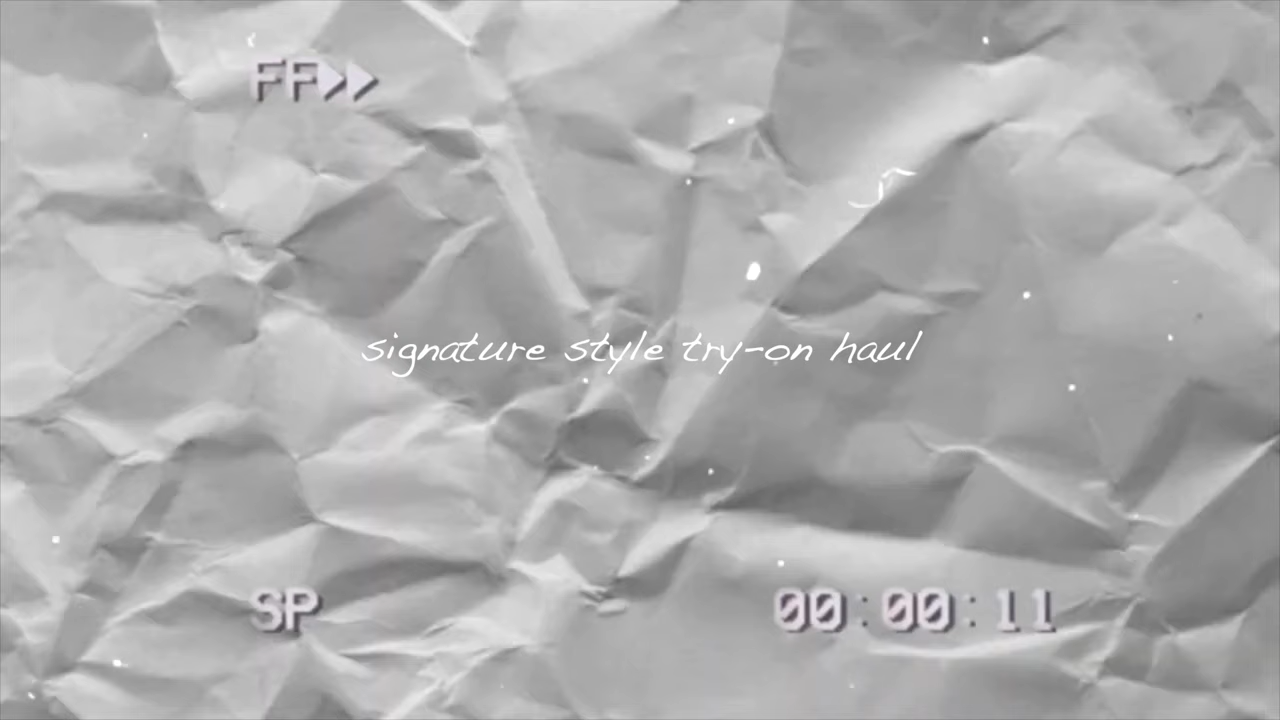 FF▶▶
signature style try-on haul
SP 00:00:11